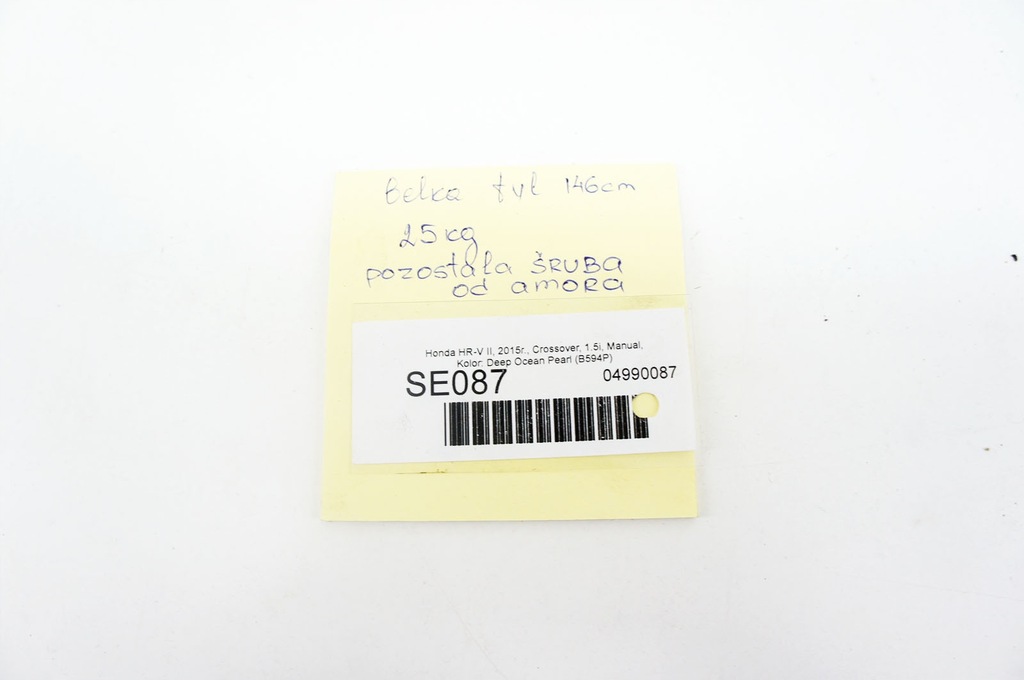 Belka tył 146cm
25kg
pozostała ŚRUBA
od amora
Honda HR-V II, 2015r., Crossover, 1.5i, Manual,
Kolor: Deep Ocean Pearl (B594P)
SE087 04990087